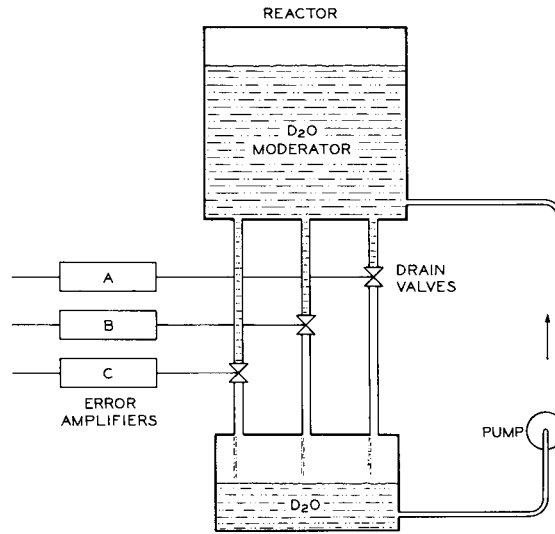 REACTOR
D2O
MODERATOR
A
DRAIN
VALVES
B
C
ERROR
AMPLIFIERS
PUMP
D2O